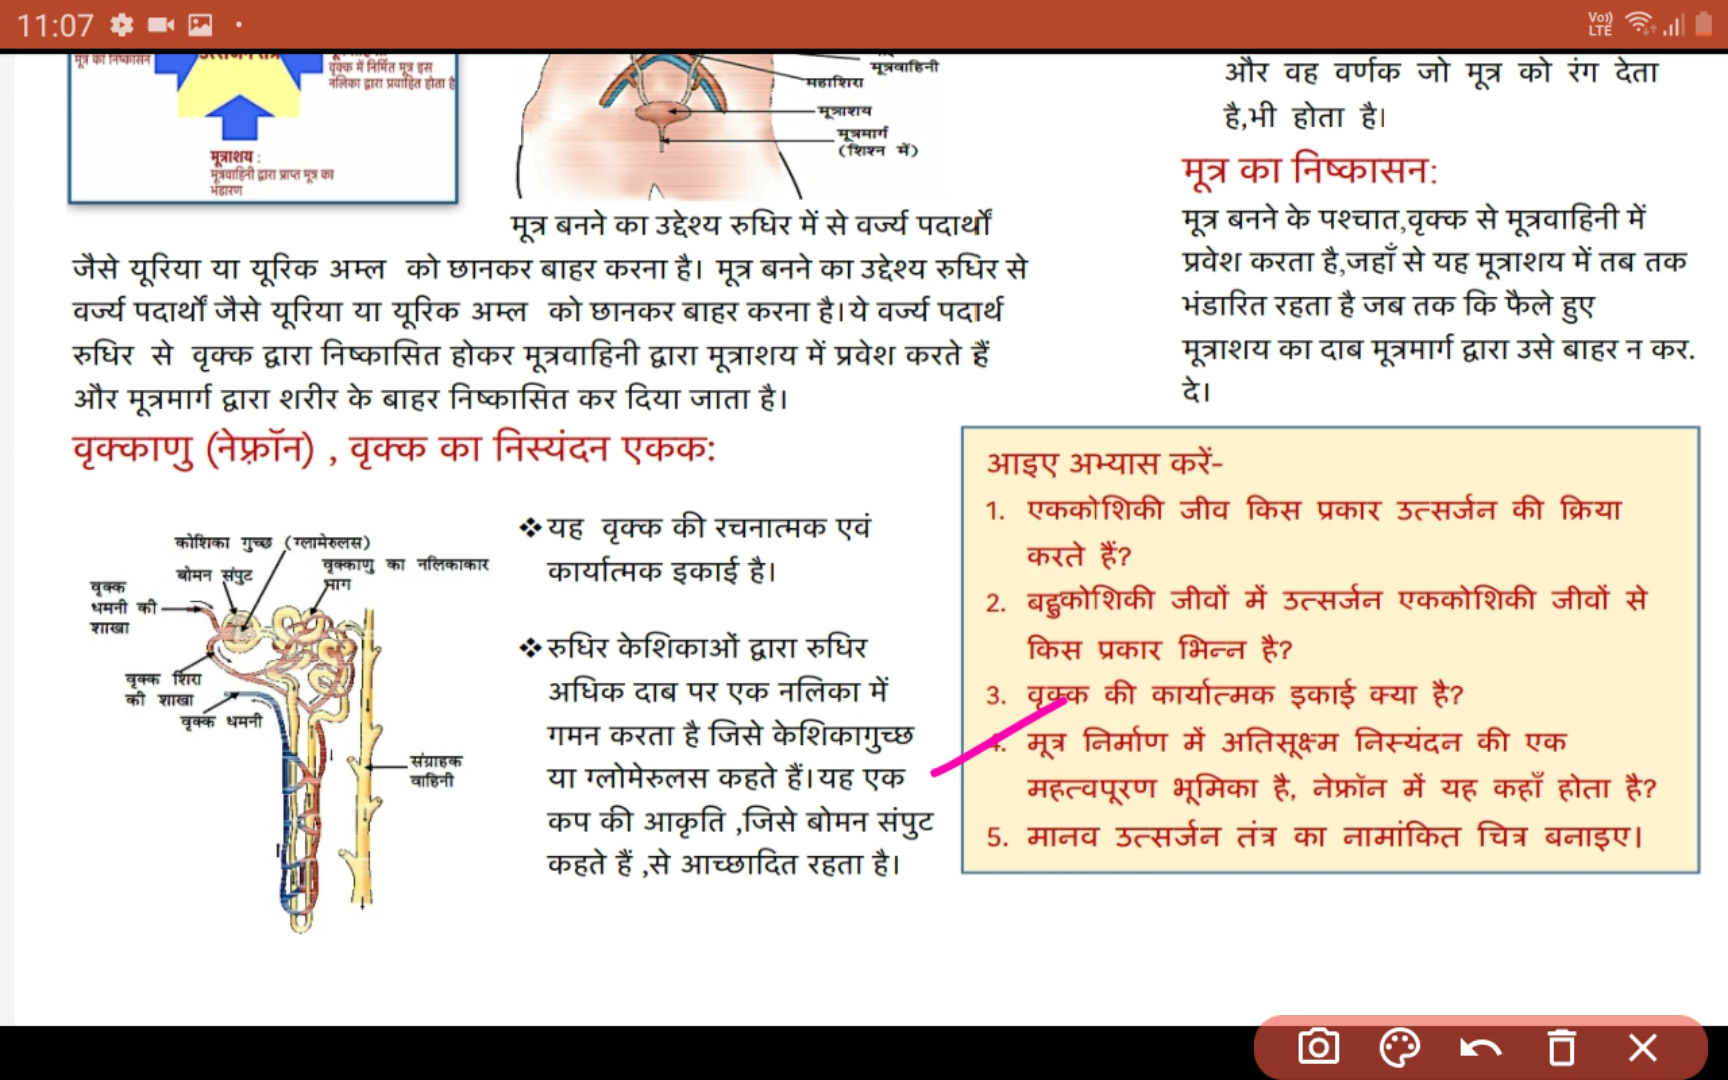 11:07
Vo)) LTE
मूत्र का निष्कासन
वृक्क में निर्मित मूत्र इस
नलिका द्वारा प्रवाहित होता है
मूत्राशय :
मूत्रवाहिनी द्वारा प्राप्त मूत्र का
भंडारण
मूत्रवाहिनी
महाशिरा
मूत्राशय
मूत्रमार्ग
(शिश्न में)
मूत्र बनने का उद्देश्य रुधिर में से वर्ज्य पदार्थों
जैसे यूरिया या यूरिक अम्ल को छानकर बाहर करना है। मूत्र बनने का उद्देश्य रुधिर से
वर्ज्य पदार्थों जैसे यूरिया या यूरिक अम्ल को छानकर बाहर करना है।ये वर्ज्य पदार्थ
रुधिर से वृक्क द्वारा निष्कासित होकर मूत्रवाहिनी द्वारा मूत्राशय में प्रवेश करते हैं
और मूत्रमार्ग द्वारा शरीर के बाहर निष्कासित कर दिया जाता है।
वृक्काणु (नेफ्रॉन) , वृक्क का निस्यंदन एकक:
कोशिका गुच्छ (ग्लामेरुलस)
बोमन संपुट
वृक्काणु का नलिकाकार
भाग
वृक्क
धमनी की
शाखा
वृक्क शिरा
की शाखा
वृक्क धमनी
संग्राहक
वाहिनी
❖ यह वृक्क की रचनात्मक एवं
कार्यात्मक इकाई है।
❖ रुधिर केशिकाओं द्वारा रुधिर
अधिक दाब पर एक नलिका में
गमन करता है जिसे केशिकागुच्छ
या ग्लोमेरुलस कहते हैं।यह एक
कप की आकृति ,जिसे बोमन संपुट
कहते हैं ,से आच्छादित रहता है।
और वह वर्णक जो मूत्र को रंग देता
है,भी होता है।
मूत्र का निष्कासन:
मूत्र बनने के पश्चात,वृक्क से मूत्रवाहिनी में
प्रवेश करता है,जहाँ से यह मूत्राशय में तब तक
भंडारित रहता है जब तक कि फैले हुए
मूत्राशय का दाब मूत्रमार्ग द्वारा उसे बाहर न कर.
दे।
आइए अभ्यास करें-
1. एककोशिकी जीव किस प्रकार उत्सर्जन की क्रिया
करते हैं?
2. बहुकोशिकी जीवों में उत्सर्जन एककोशिकी जीवों से
किस प्रकार भिन्न है?
3. वृक्क की कार्यात्मक इकाई क्या है?
4. मूत्र निर्माण में अतिसूक्ष्म निस्यंदन की एक
महत्वपूरण भूमिका है, नेफ्रॉन में यह कहाँ होता है?
5. मानव उत्सर्जन तंत्र का नामांकित चित्र बनाइए।